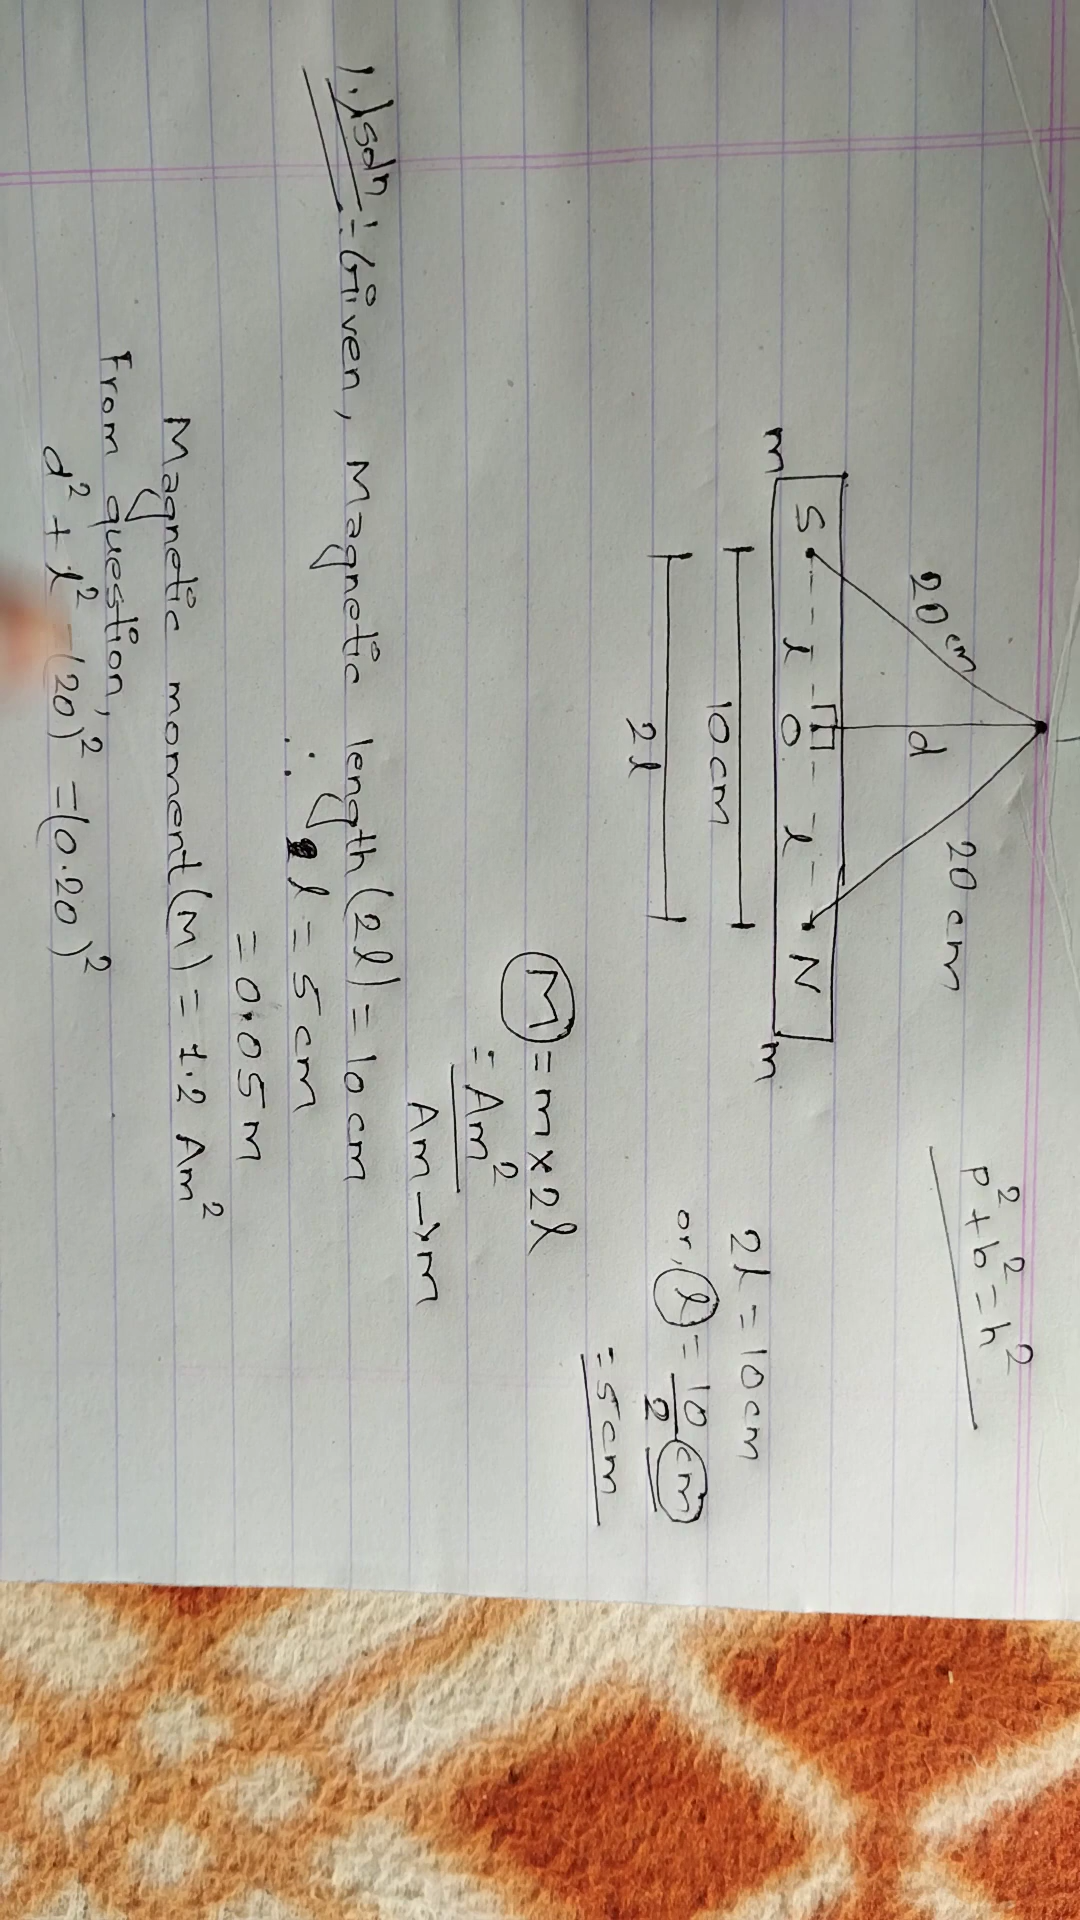 p² + b² = h²
20 cm
20 cm
d
m
S
l
O
l
N
m
10 cm
2l
2l = 10 cm
or, l = 10/2 cm
= 5 cm
M = m × 2l
= Am²
Am → m
1.) Soln := Given, Magnetic length (2l) = 10 cm
∴ l = 5 cm
= 0.05 m
Magnetic moment (M) = 1.2 Am²
From question,
d² + l² = (20)² = (0.20)²